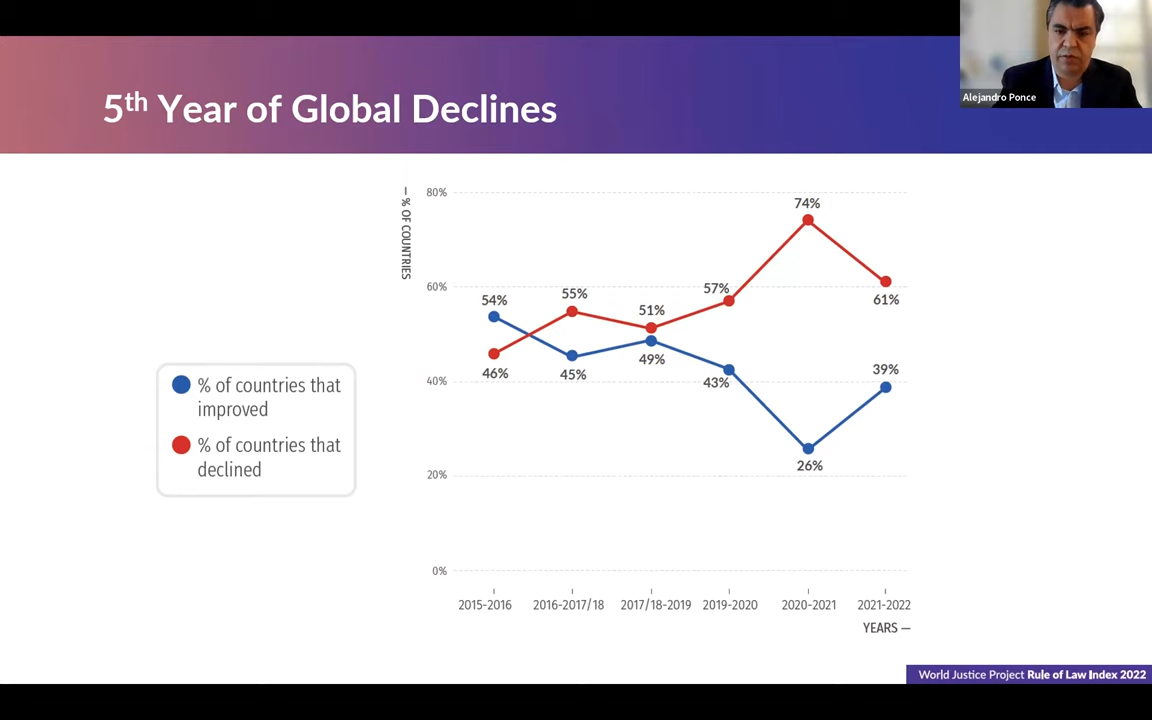 Alejandro Ponce
5th Year of Global Declines
— % OF COUNTRIES
80%
60%
40%
20%
0%
54%
55%
51%
57%
74%
61%
46%
45%
49%
43%
26%
39%
% of countries that
improved
% of countries that
declined
2015-2016 2016-2017/18 2017/18-2019 2019-2020 2020-2021 2021-2022
YEARS —
World Justice Project Rule of Law Index 2022